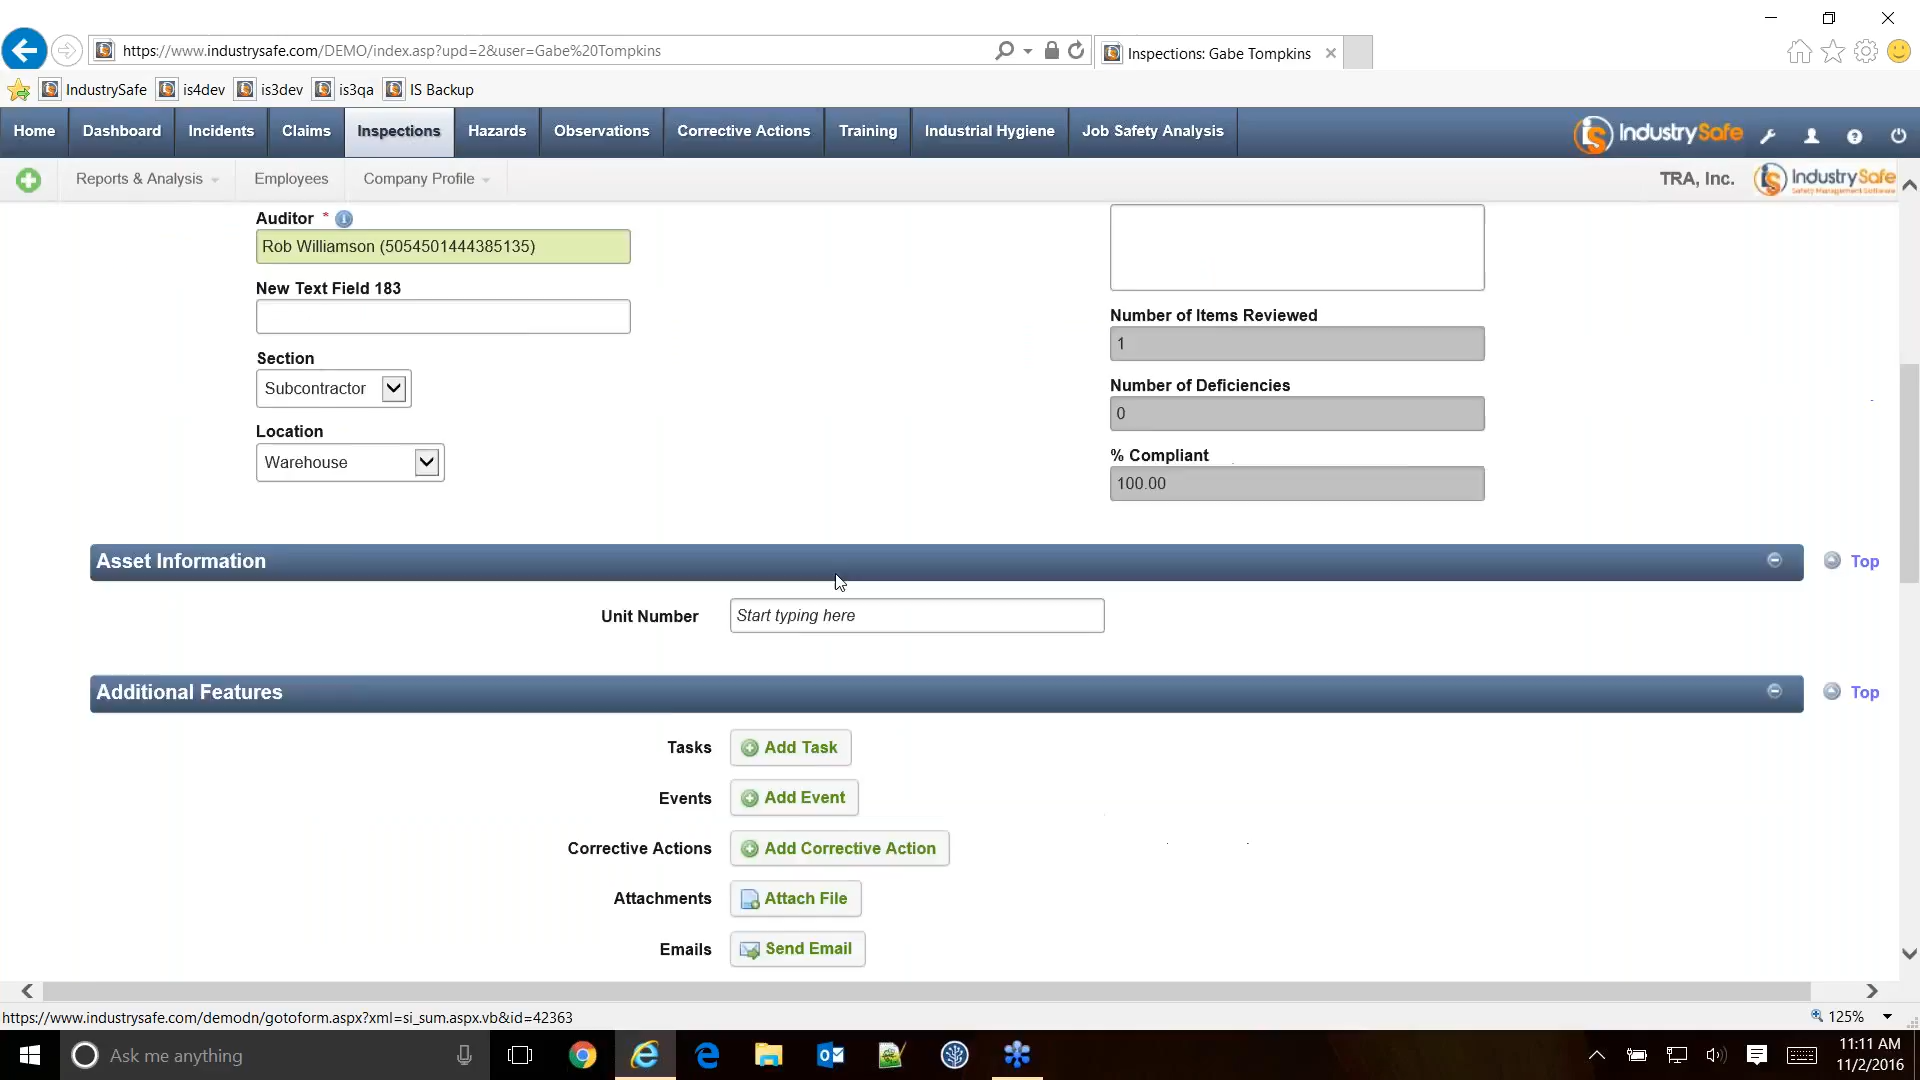 https://www.industrysafe.com/DEMO/index.asp?upd=2&user=Gabe%20Tompkins
Inspections: Gabe Tompkins
IndustrySafe is4dev is3dev is3qa IS Backup
Home Dashboard Incidents Claims Inspections Hazards Observations Corrective Actions Training Industrial Hygiene Job Safety Analysis IndustrySafe
Reports & Analysis Employees Company Profile TRA, Inc. IndustrySafe
Safety Management Software
Auditor *
Rob Williamson (5054501444385135)
New Text Field 183
Section
Subcontractor
Location
Warehouse
Number of Items Reviewed
1
Number of Deficiencies
0
% Compliant
100.00
Asset Information Top
Unit Number Start typing here
Additional Features Top
Tasks Add Task
Events Add Event
Corrective Actions Add Corrective Action
Attachments Attach File
Emails Send Email
https://www.industrysafe.com/demodn/gotoform.aspx?xml=si_sum.aspx.vb&id=42363
125%
Ask me anything
11:11 AM
11/2/2016